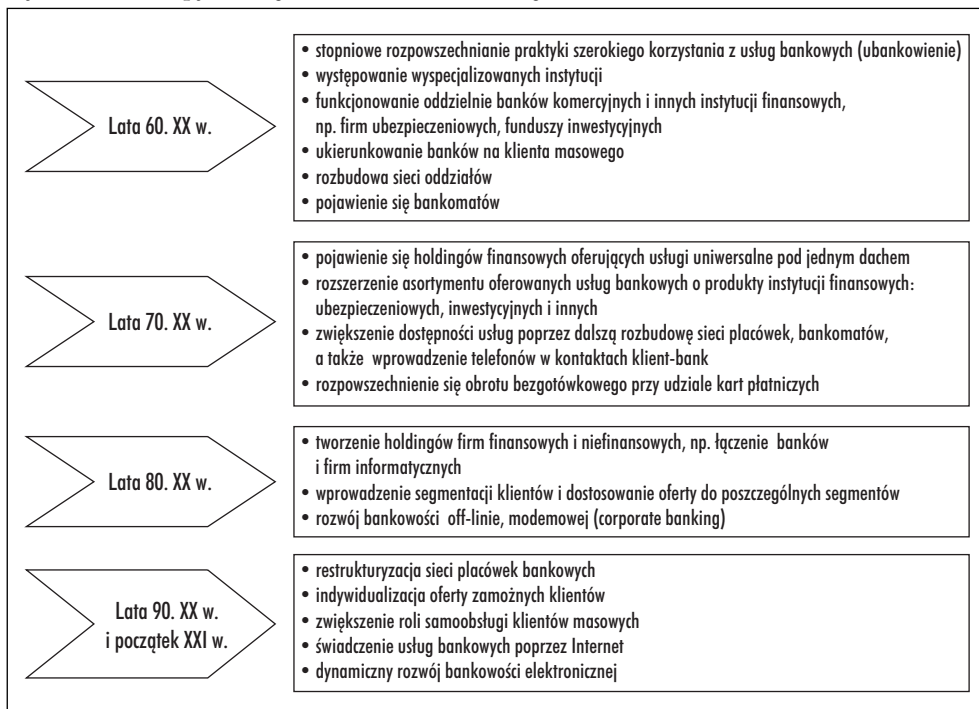 Lata 60. XX w.
• stopniowe rozpowszechnianie praktyki szerokiego korzystania z usług bankowych (ubankowienie)
• występowanie wyspecjalizowanych instytucji
• funkcjonowanie oddzielnie banków komercyjnych i innych instytucji finansowych,
np. firm ubezpieczeniowych, funduszy inwestycyjnych
• ukierunkowanie banków na klienta masowego
• rozbudowa sieci oddziałów
• pojawienie się bankomatów
Lata 70. XX w.
• pojawienie się holdingów finansowych oferujących usługi uniwersalne pod jednym dachem
• rozszerzenie asortymentu oferowanych usług bankowych o produkty instytucji finansowych:
ubezpieczeniowych, inwestycyjnych i innych
• zwiększenie dostępności usług poprzez dalszą rozbudowę sieci placówek, bankomatów,
a także wprowadzenie telefonów w kontaktach klient-bank
• rozpowszechnienie się obrotu bezgotówkowego przy udziale kart płatniczych
Lata 80. XX w.
• tworzenie holdingów firm finansowych i niefinansowych, np. łączenie banków
i firm informatycznych
• wprowadzenie segmentacji klientów i dostosowanie oferty do poszczególnych segmentów
• rozwój bankowości off-linie, modemowej (corporate banking)
Lata 90. XX w.
i początek XXI w.
• restrukturyzacja sieci placówek bankowych
• indywidualizacja oferty zamożnych klientów
• zwiększenie roli samoobsługi klientów masowych
• świadczenie usług bankowych poprzez Internet
• dynamiczny rozwój bankowości elektronicznej